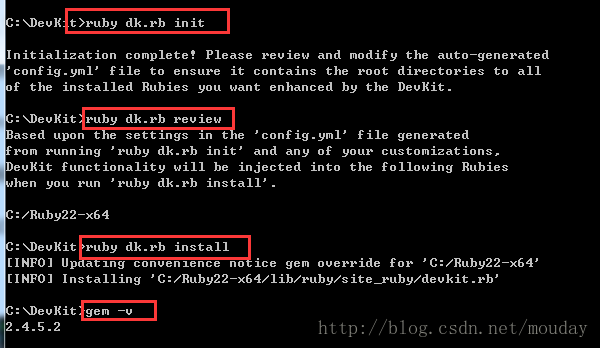 C:\DevKit>ruby dk.rb init
Initialization complete! Please review and modify the auto-generated
'config.yml' file to ensure it contains the root directories to all
of the installed Rubies you want enhanced by the DevKit.
C:\DevKit>ruby dk.rb review
Based upon the settings in the 'config.yml' file generated
from running 'ruby dk.rb init' and any of your customizations,
DevKit functionality will be injected into the following Rubies
when you run 'ruby dk.rb install'.
C:/Ruby22-x64
C:\DevKit>ruby dk.rb install
[INFO] Updating convenience notice gem override for 'C:/Ruby22-x64'
[INFO] Installing 'C:/Ruby22-x64/lib/ruby/site_ruby/devkit.rb'
C:\DevKit>gem -v
2.4.5.2
http://blog.csdn.net/mouday